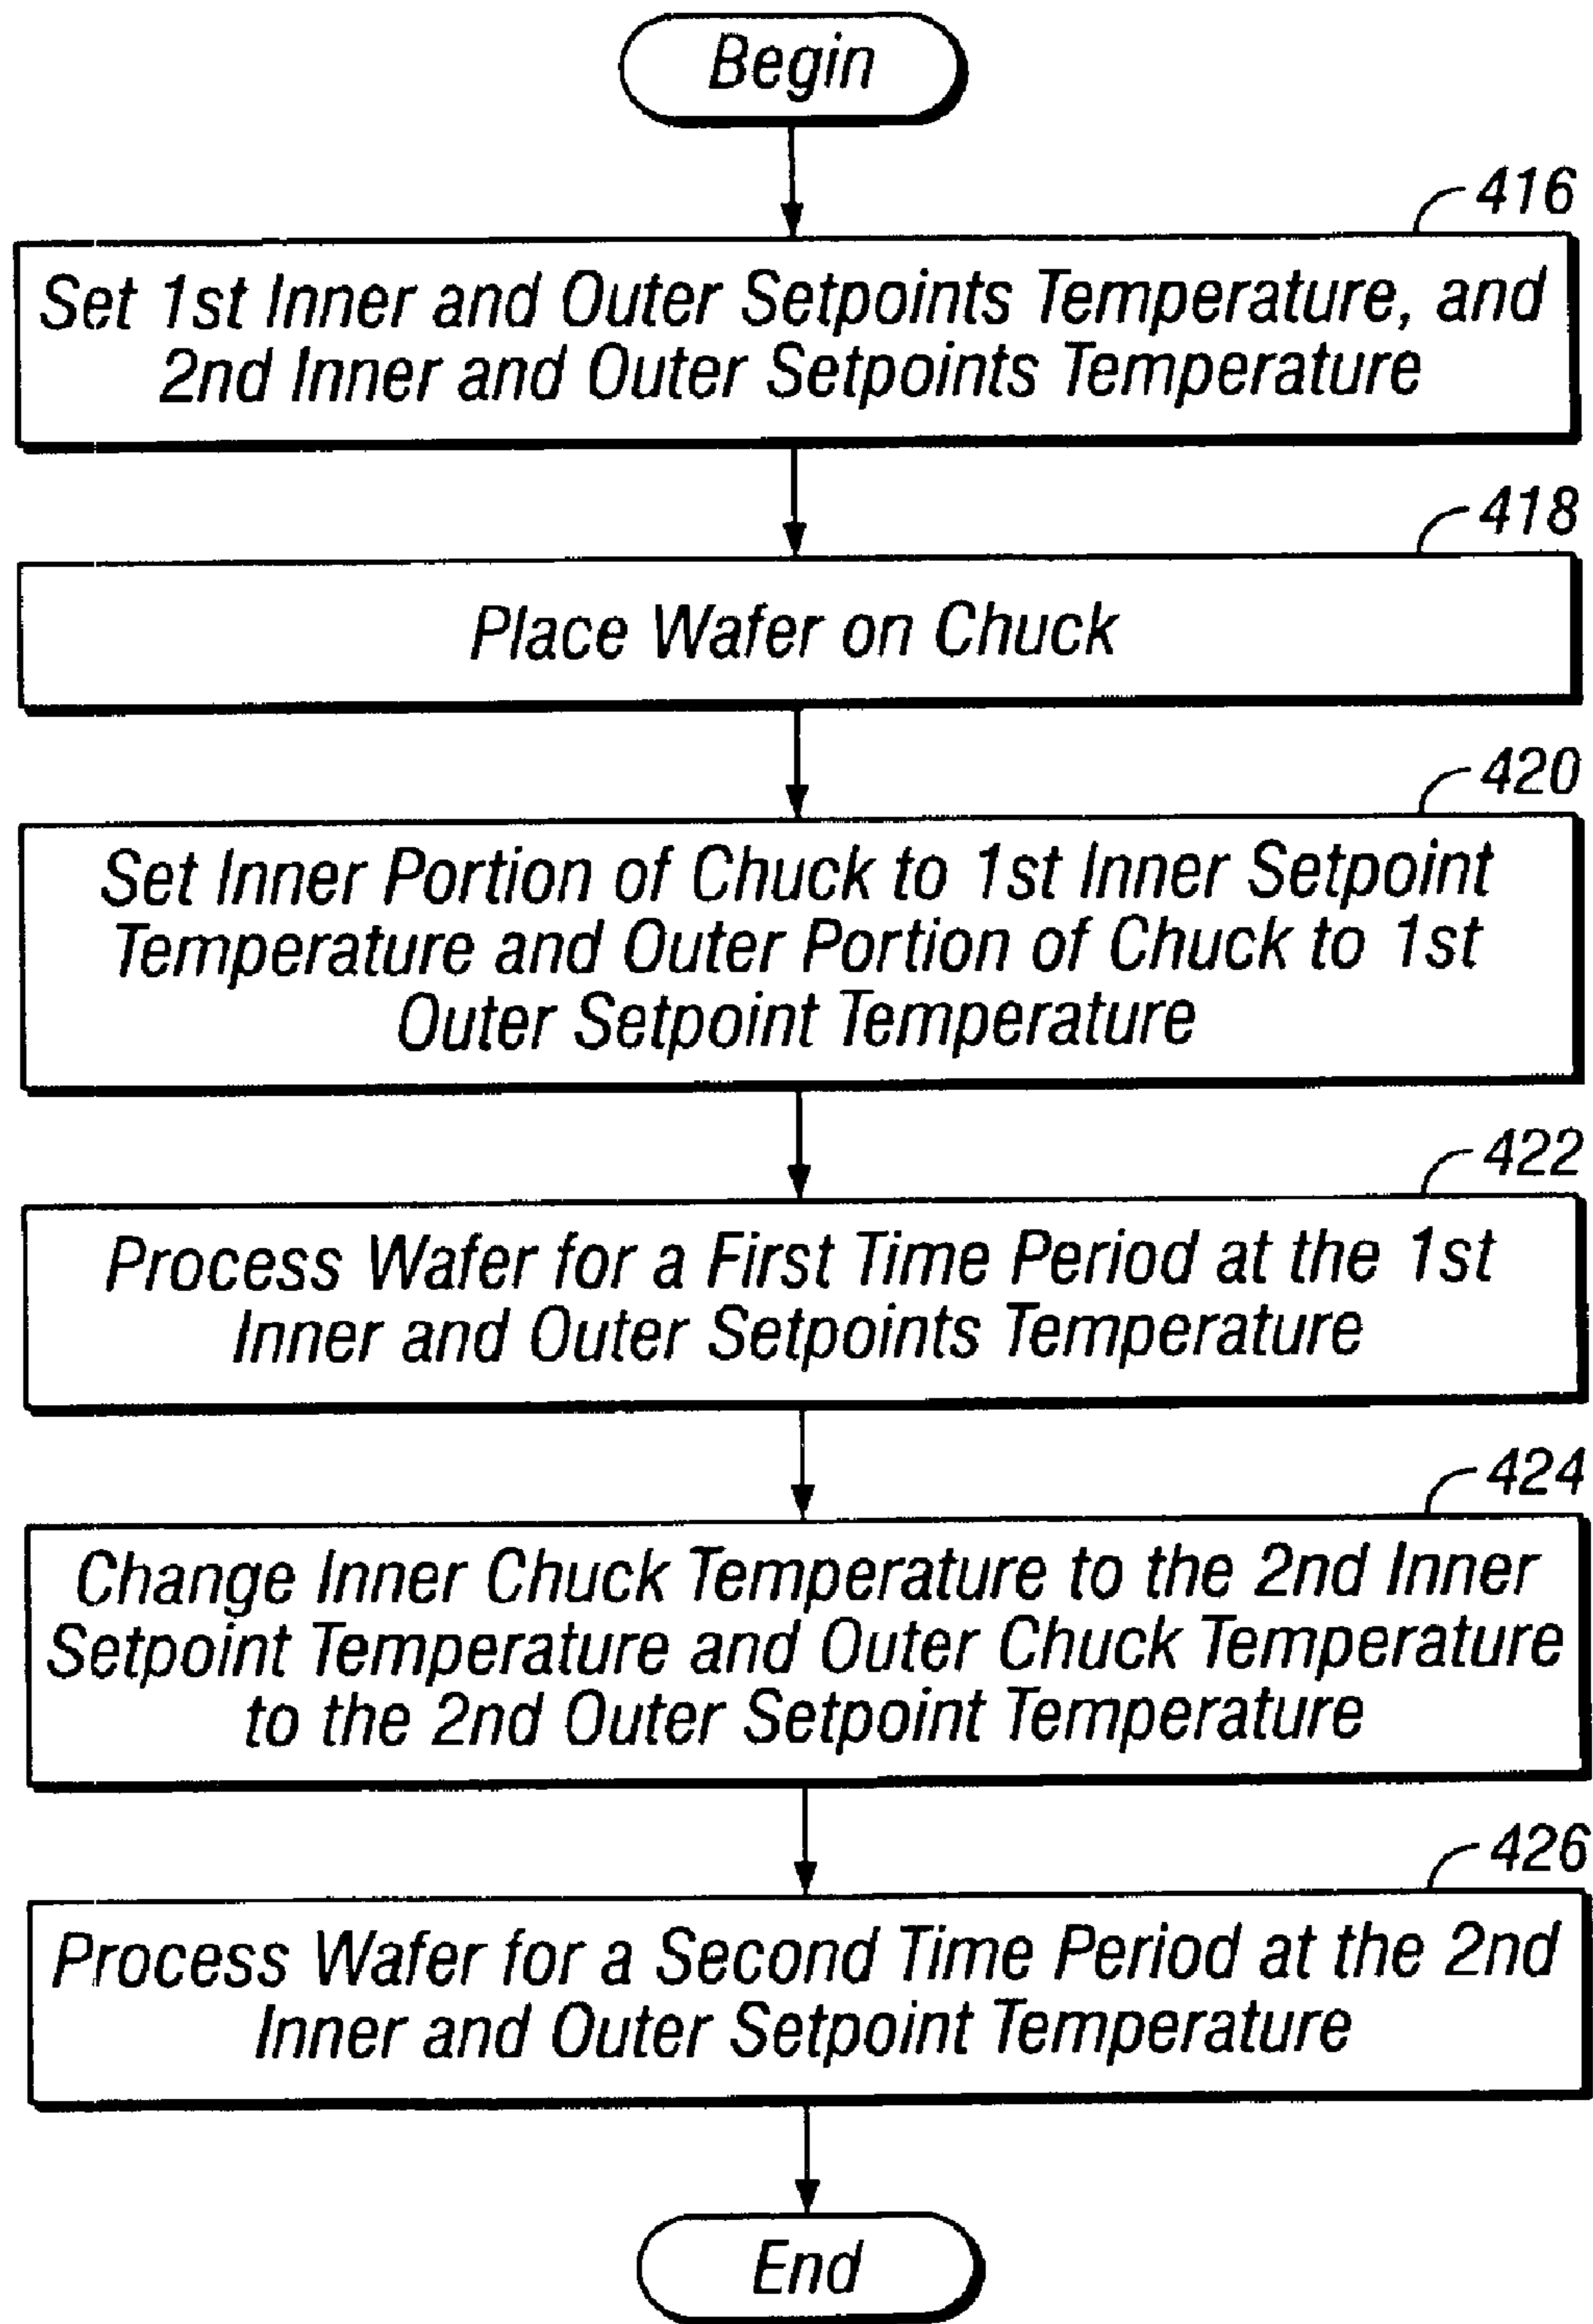 Begin
416
Set 1st Inner and Outer Setpoints Temperature, and
2nd Inner and Outer Setpoints Temperature
418
Place Wafer on Chuck
420
Set Inner Portion of Chuck to 1st Inner Setpoint
Temperature and Outer Portion of Chuck to 1st
Outer Setpoint Temperature
422
Process Wafer for a First Time Period at the 1st
Inner and Outer Setpoints Temperature
424
Change Inner Chuck Temperature to the 2nd Inner
Setpoint Temperature and Outer Chuck Temperature
to the 2nd Outer Setpoint Temperature
426
Process Wafer for a Second Time Period at the 2nd
Inner and Outer Setpoint Temperature
End